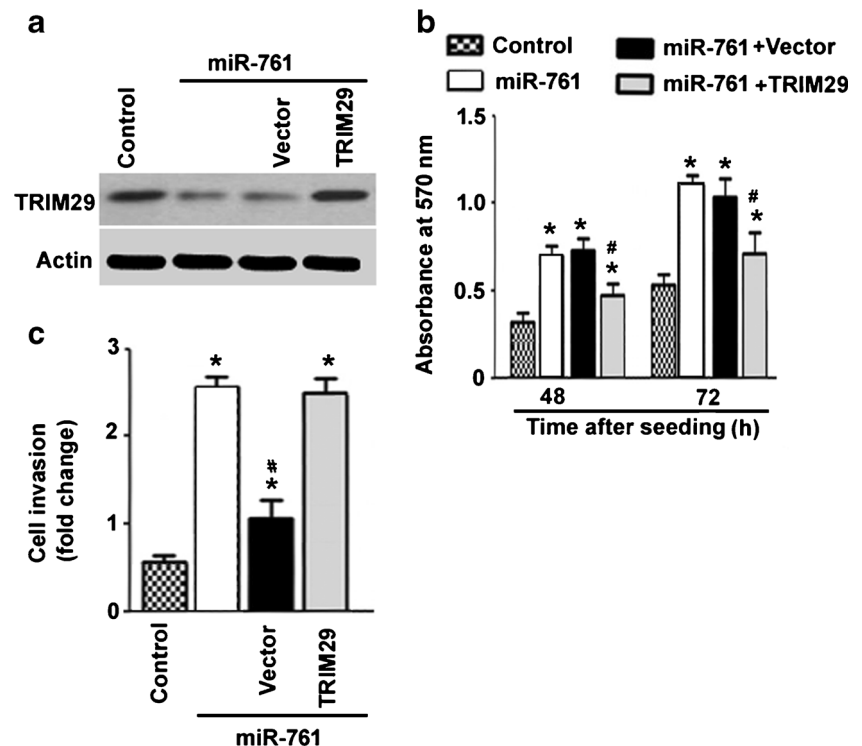 a
miR-761
Control
Vector
TRIM29
TRIM29
Actin
b
Control
miR-761+Vector
miR-761
miR-761+TRIM29
Absorbance at 570 nm
1.5
1.0
0.5
0
*
*
#
*
*
*
#
*
48
72
Time after seeding (h)
c
Cell invasion
(fold change)
3
2
1
0
*
#
*
*
Control
Vector
TRIM29
miR-761